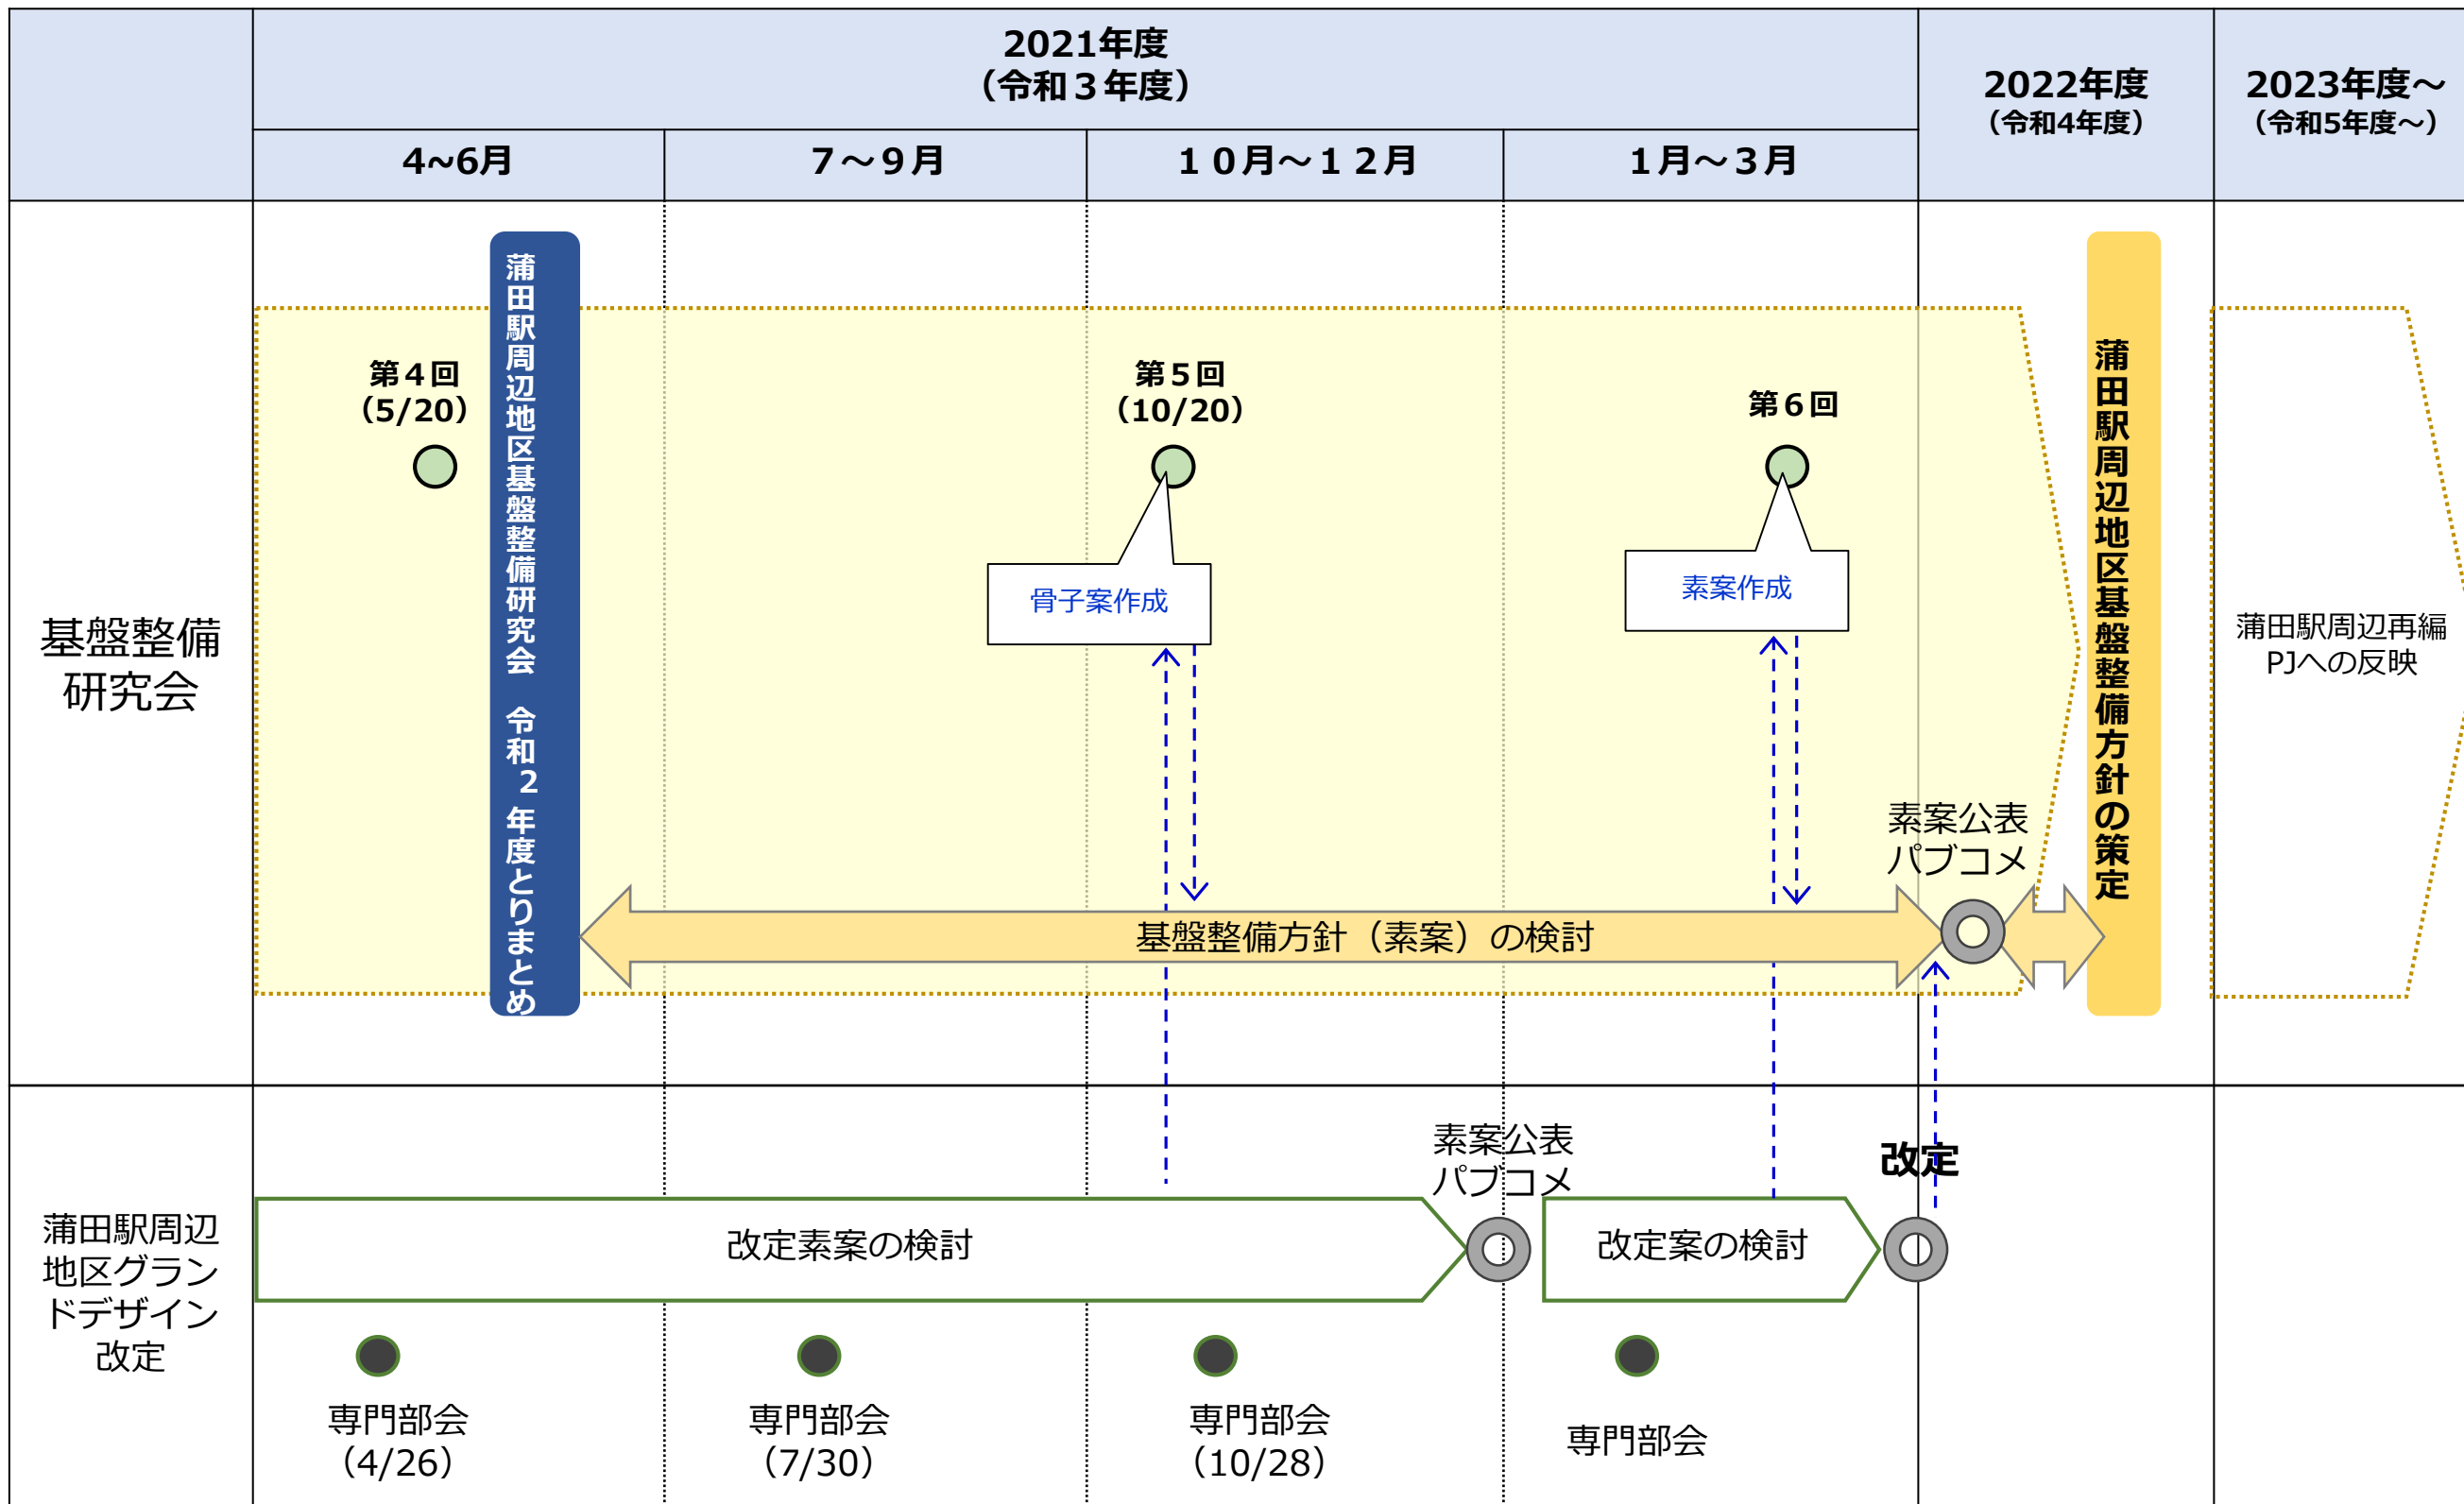 2021年度
（令和３年度）
2022年度
（令和4年度）
2023年度～
（令和5年度～）
4~6月
７～９月
１０月～１２月
１月～３月
基盤整備
研究会
蒲田駅周辺地区基盤整備研究会　令和２年度とりまとめ
第４回
（5/20）
第５回
（10/20）
第６回
骨子案作成
素案作成
素案公表
パブコメ
基盤整備方針（素案）の検討
蒲田駅周辺地区基盤整備方針の策定
蒲田駅周辺再編
PJへの反映
蒲田駅周辺
地区グラン
ドデザイン
改定
改定素案の検討
素案公表
パブコメ
改定案の検討
改定
専門部会
（4/26）
専門部会
（7/30）
専門部会
（10/28）
専門部会